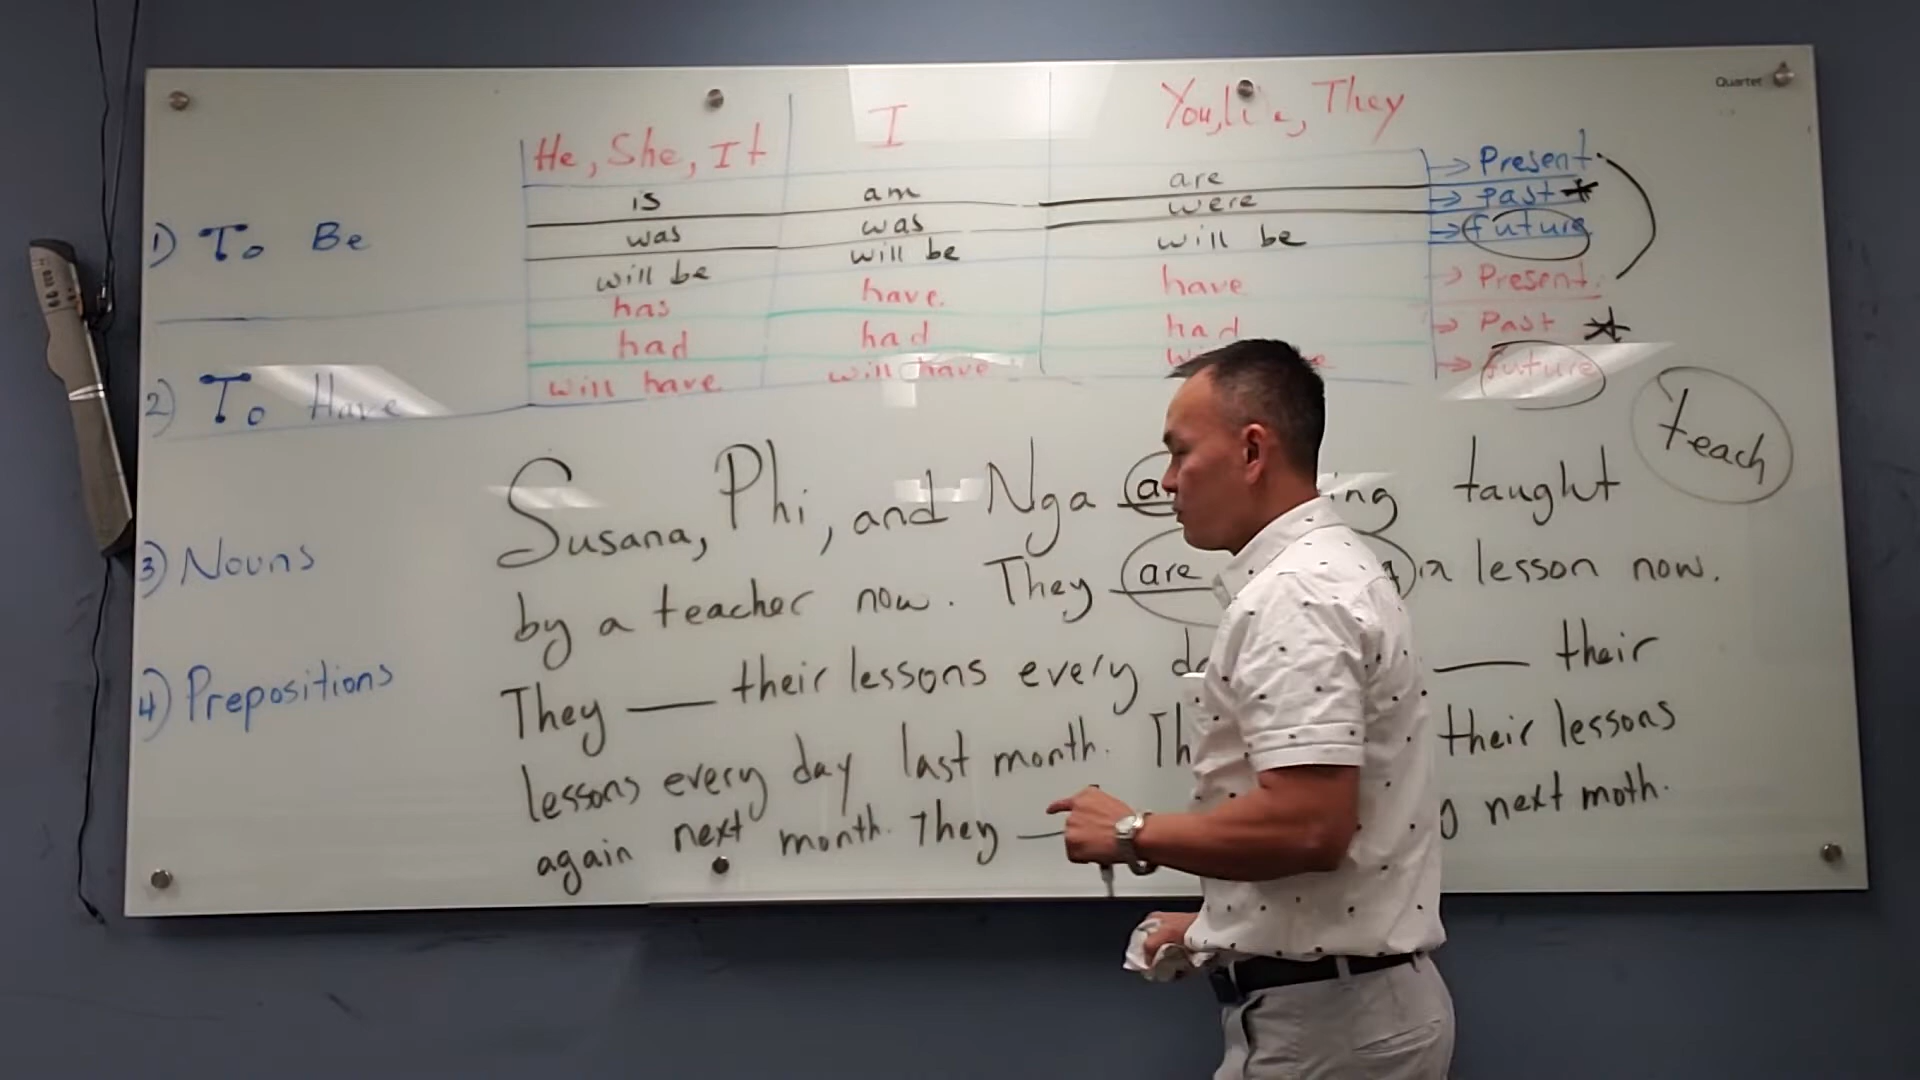 Quartet
He, She, It I You, They
is am are → Present
was was were → Past *
will be will be will be → future
1) To Be
has have have → Present
had had had → Past *
will have will have → future
2) To Have
teach
Susana, Phi, and Nga taught
by a teacher now. They are a lesson now.
They ___ their lessons every ___ their
lessons every day last month. their lessons
again next month. They ___ next moth.
3) Nouns
4) Prepositions